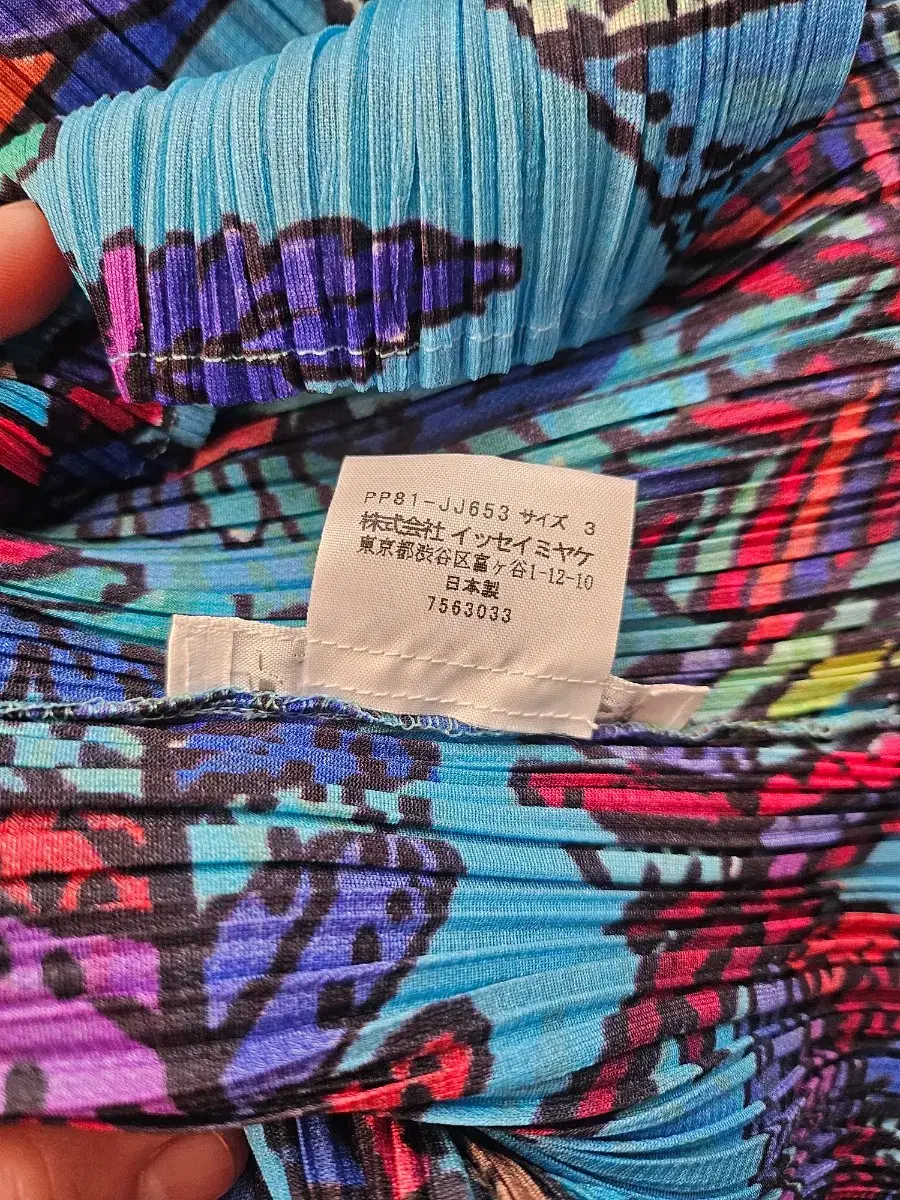 PP81-JJ653 サイズ 3
株式会社 イッセイミヤケ
東京都渋谷区富ヶ谷1-12-10
日本製
7563033